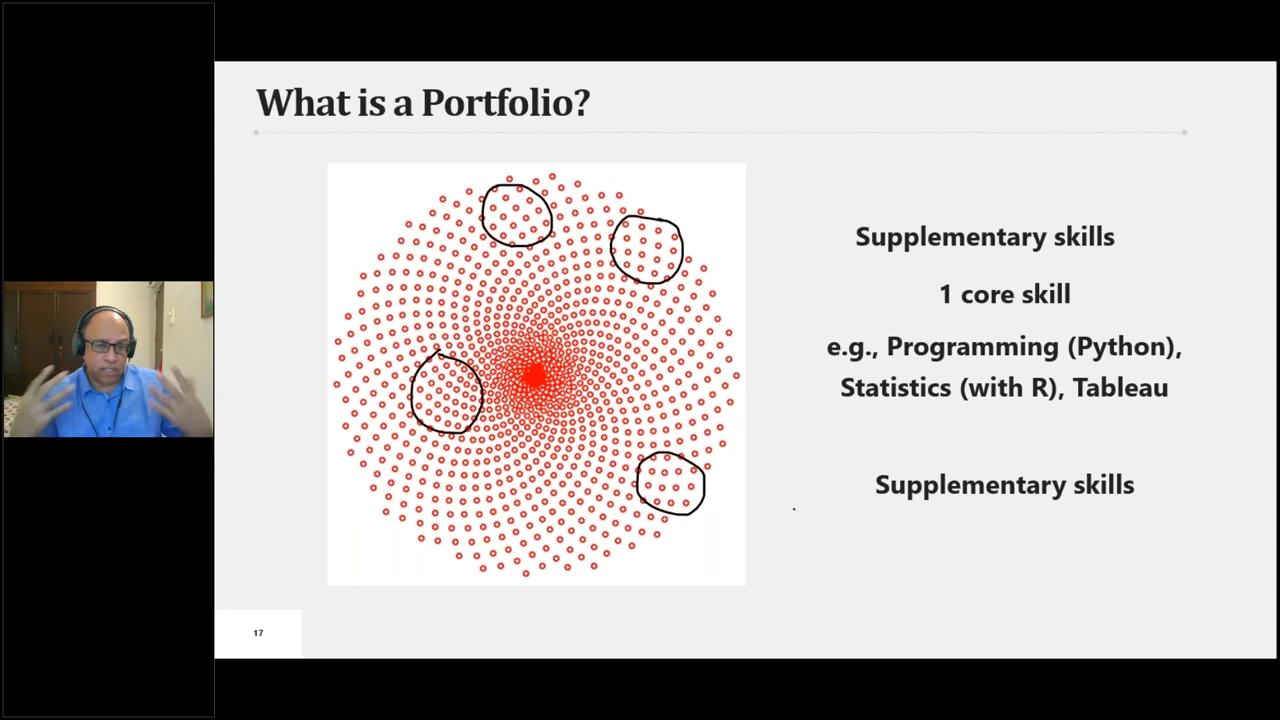 What is a Portfolio?
Supplementary skills
1 core skill
e.g., Programming (Python),
Statistics (with R), Tableau
Supplementary skills
17